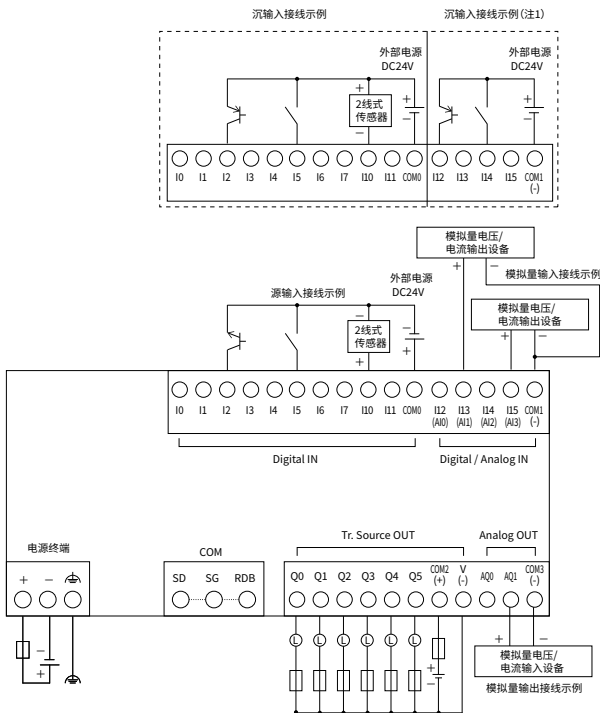 沉输入接线示例
沉输入接线示例(注1)
外部电源
DC24V
外部电源
DC24V
+
+
+
+
2线式
传感器
−
−
−
−
I0 I1 I2 I3 I4 I5 I6 I7 I10 I11 COM0 I12 I13 I14 I15 COM1
(-)
模拟量电压/
电流输出设备
+ −
模拟量输入接线示例
外部电源
DC24V
源输入接线示例
模拟量电压/
电流输出设备
+ −
− −
2线式
传感器
+ +
I0 I1 I2 I3 I4 I5 I6 I7 I10 I11 COM0 I12 I13 I14 I15 COM1
(AI0) (AI1) (AI2) (AI3) (-)
Digital IN
Digital / Analog IN
Tr. Source OUT
Analog OUT
电源终端
COM
+ −
SD SG RDB
Q0 Q1 Q2 Q3 Q4 Q5 COM2 V AQ0 AQ1 COM3
(+) (-) (-)
L L L L L L
+ −
−
+
+
−
模拟量电压/
电流输入设备
模拟量输出接线示例